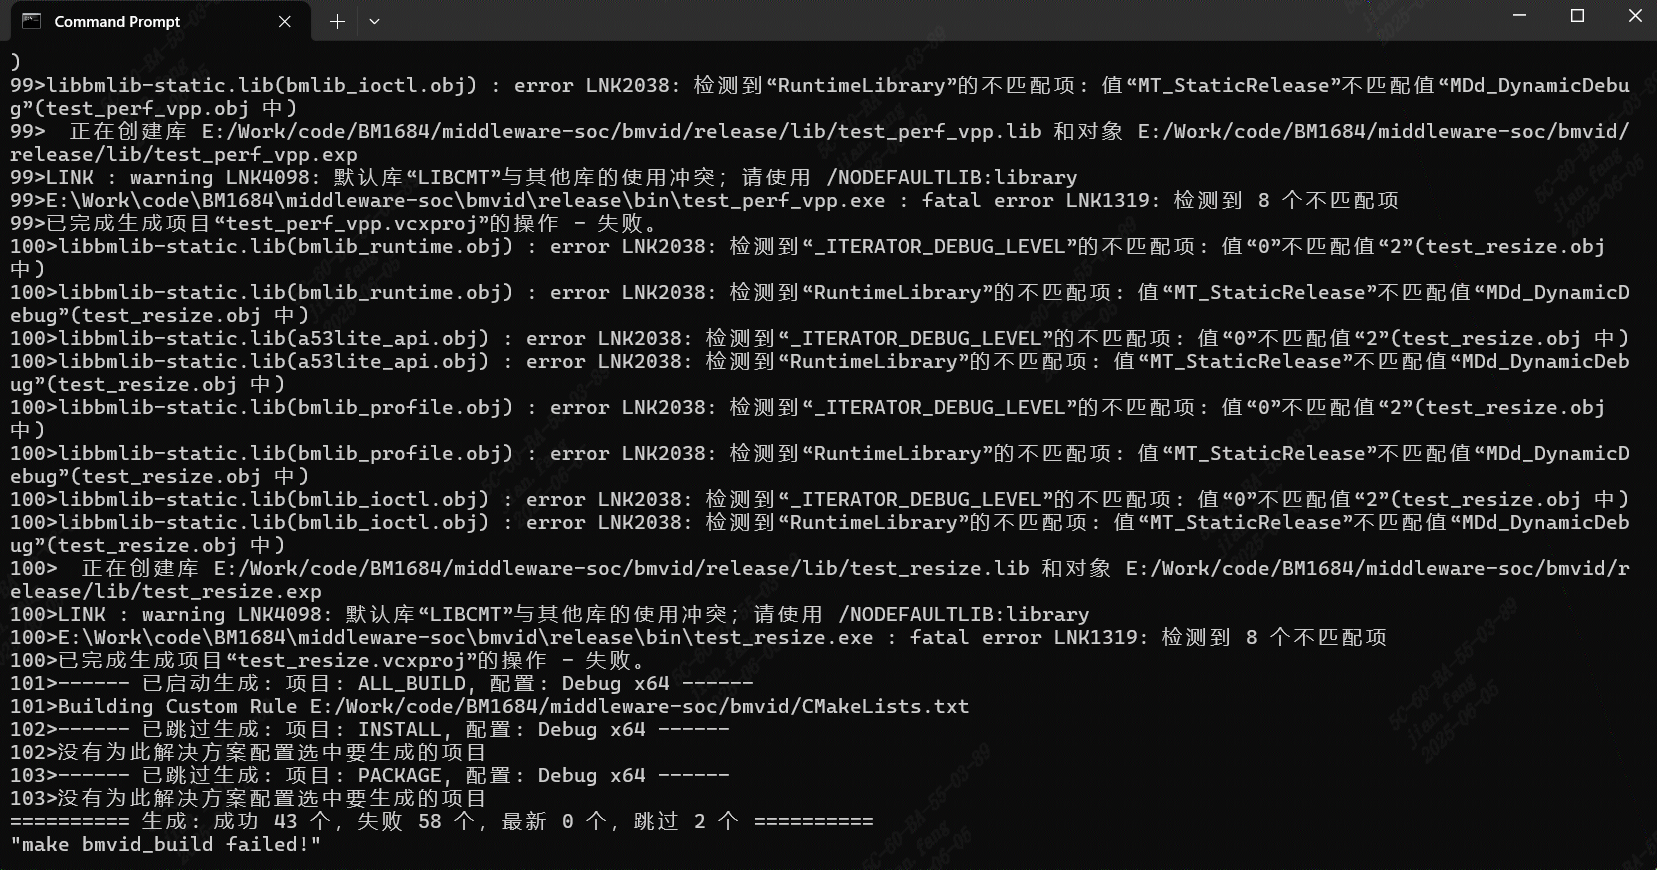 Command Prompt
)
99>libbmlib-static.lib(bmlib_ioctl.obj) : error LNK2038: 检测到“RuntimeLibrary”的不匹配项: 值“MT_StaticRelease”不匹配值“MDd_DynamicDebu
g”(test_perf_vpp.obj 中)
99>  正在创建库 E:/Work/code/BM1684/middleware-soc/bmvid/release/lib/test_perf_vpp.lib 和对象 E:/Work/code/BM1684/middleware-soc/bmvid/
release/lib/test_perf_vpp.exp
99>LINK : warning LNK4098: 默认库“LIBCMT”与其他库的使用冲突；请使用 /NODEFAULTLIB:library
99>E:\Work\code\BM1684\middleware-soc\bmvid\release\bin\test_perf_vpp.exe : fatal error LNK1319: 检测到 8 个不匹配项
99>已完成生成项目“test_perf_vpp.vcxproj”的操作 - 失败。
100>libbmlib-static.lib(bmlib_runtime.obj) : error LNK2038: 检测到“_ITERATOR_DEBUG_LEVEL”的不匹配项: 值“0”不匹配值“2”(test_resize.obj
中)
100>libbmlib-static.lib(bmlib_runtime.obj) : error LNK2038: 检测到“RuntimeLibrary”的不匹配项: 值“MT_StaticRelease”不匹配值“MDd_DynamicD
ebug”(test_resize.obj 中)
100>libbmlib-static.lib(a53lite_api.obj) : error LNK2038: 检测到“_ITERATOR_DEBUG_LEVEL”的不匹配项: 值“0”不匹配值“2”(test_resize.obj 中)
100>libbmlib-static.lib(a53lite_api.obj) : error LNK2038: 检测到“RuntimeLibrary”的不匹配项: 值“MT_StaticRelease”不匹配值“MDd_DynamicDeb
ug”(test_resize.obj 中)
100>libbmlib-static.lib(bmlib_profile.obj) : error LNK2038: 检测到“_ITERATOR_DEBUG_LEVEL”的不匹配项: 值“0”不匹配值“2”(test_resize.obj
中)
100>libbmlib-static.lib(bmlib_profile.obj) : error LNK2038: 检测到“RuntimeLibrary”的不匹配项: 值“MT_StaticRelease”不匹配值“MDd_DynamicD
ebug”(test_resize.obj 中)
100>libbmlib-static.lib(bmlib_ioctl.obj) : error LNK2038: 检测到“_ITERATOR_DEBUG_LEVEL”的不匹配项: 值“0”不匹配值“2”(test_resize.obj 中)
100>libbmlib-static.lib(bmlib_ioctl.obj) : error LNK2038: 检测到“RuntimeLibrary”的不匹配项: 值“MT_StaticRelease”不匹配值“MDd_DynamicDeb
ug”(test_resize.obj 中)
100>  正在创建库 E:/Work/code/BM1684/middleware-soc/bmvid/release/lib/test_resize.lib 和对象 E:/Work/code/BM1684/middleware-soc/bmvid/r
elease/lib/test_resize.exp
100>LINK : warning LNK4098: 默认库“LIBCMT”与其他库的使用冲突；请使用 /NODEFAULTLIB:library
100>E:\Work\code\BM1684\middleware-soc\bmvid\release\bin\test_resize.exe : fatal error LNK1319: 检测到 8 个不匹配项
100>已完成生成项目“test_resize.vcxproj”的操作 - 失败。
101>------ 已启动生成: 项目: ALL_BUILD, 配置: Debug x64 ------
101>Building Custom Rule E:/Work/code/BM1684/middleware-soc/bmvid/CMakeLists.txt
102>------ 已跳过生成: 项目: INSTALL, 配置: Debug x64 ------
102>没有为此解决方案配置选中要生成的项目
103>------ 已跳过生成: 项目: PACKAGE, 配置: Debug x64 ------
103>没有为此解决方案配置选中要生成的项目
========== 生成: 成功 43 个，失败 58 个，最新 0 个，跳过 2 个 ==========
"make bmvid_build failed!"